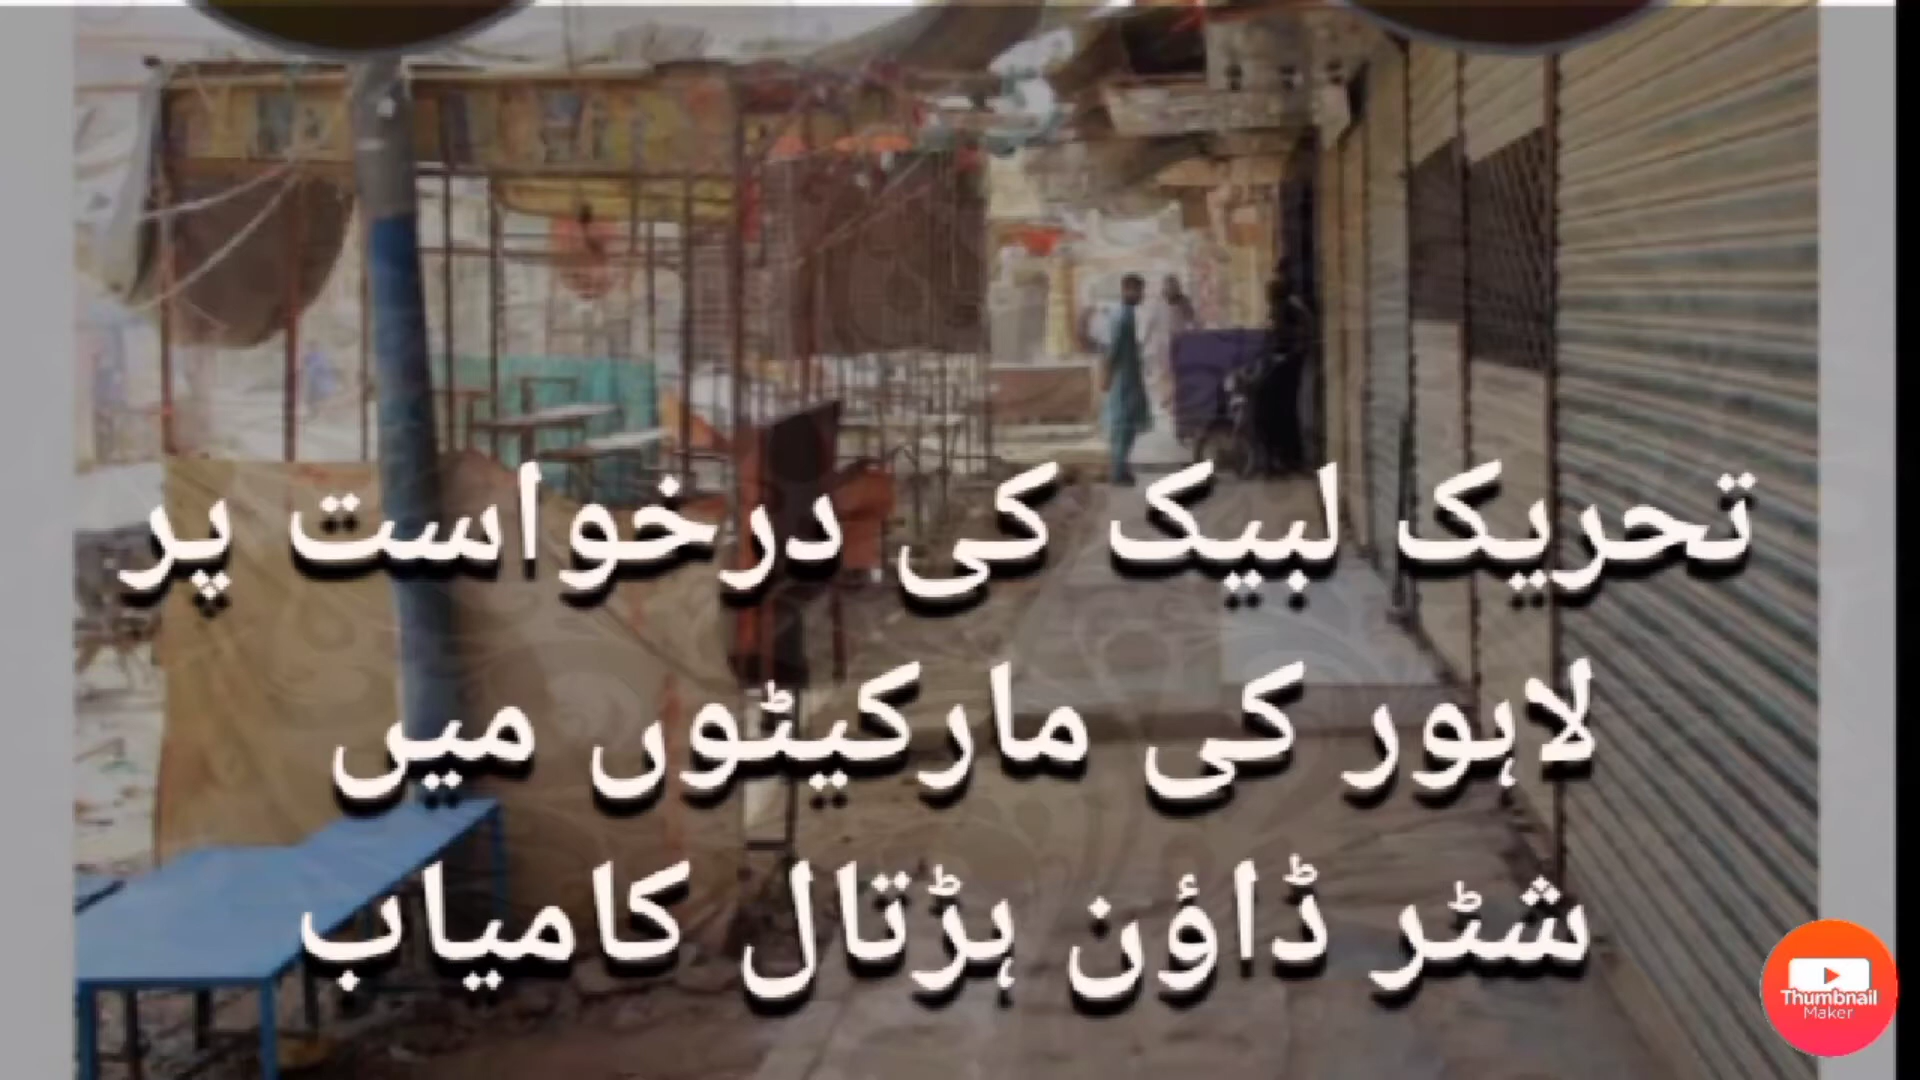 تحریک لبیک کی درخواست پر
لاہور کی مارکیٹوں میں
شٹر ڈاؤن ہڑتال کامیاب
Thumbnail
Maker